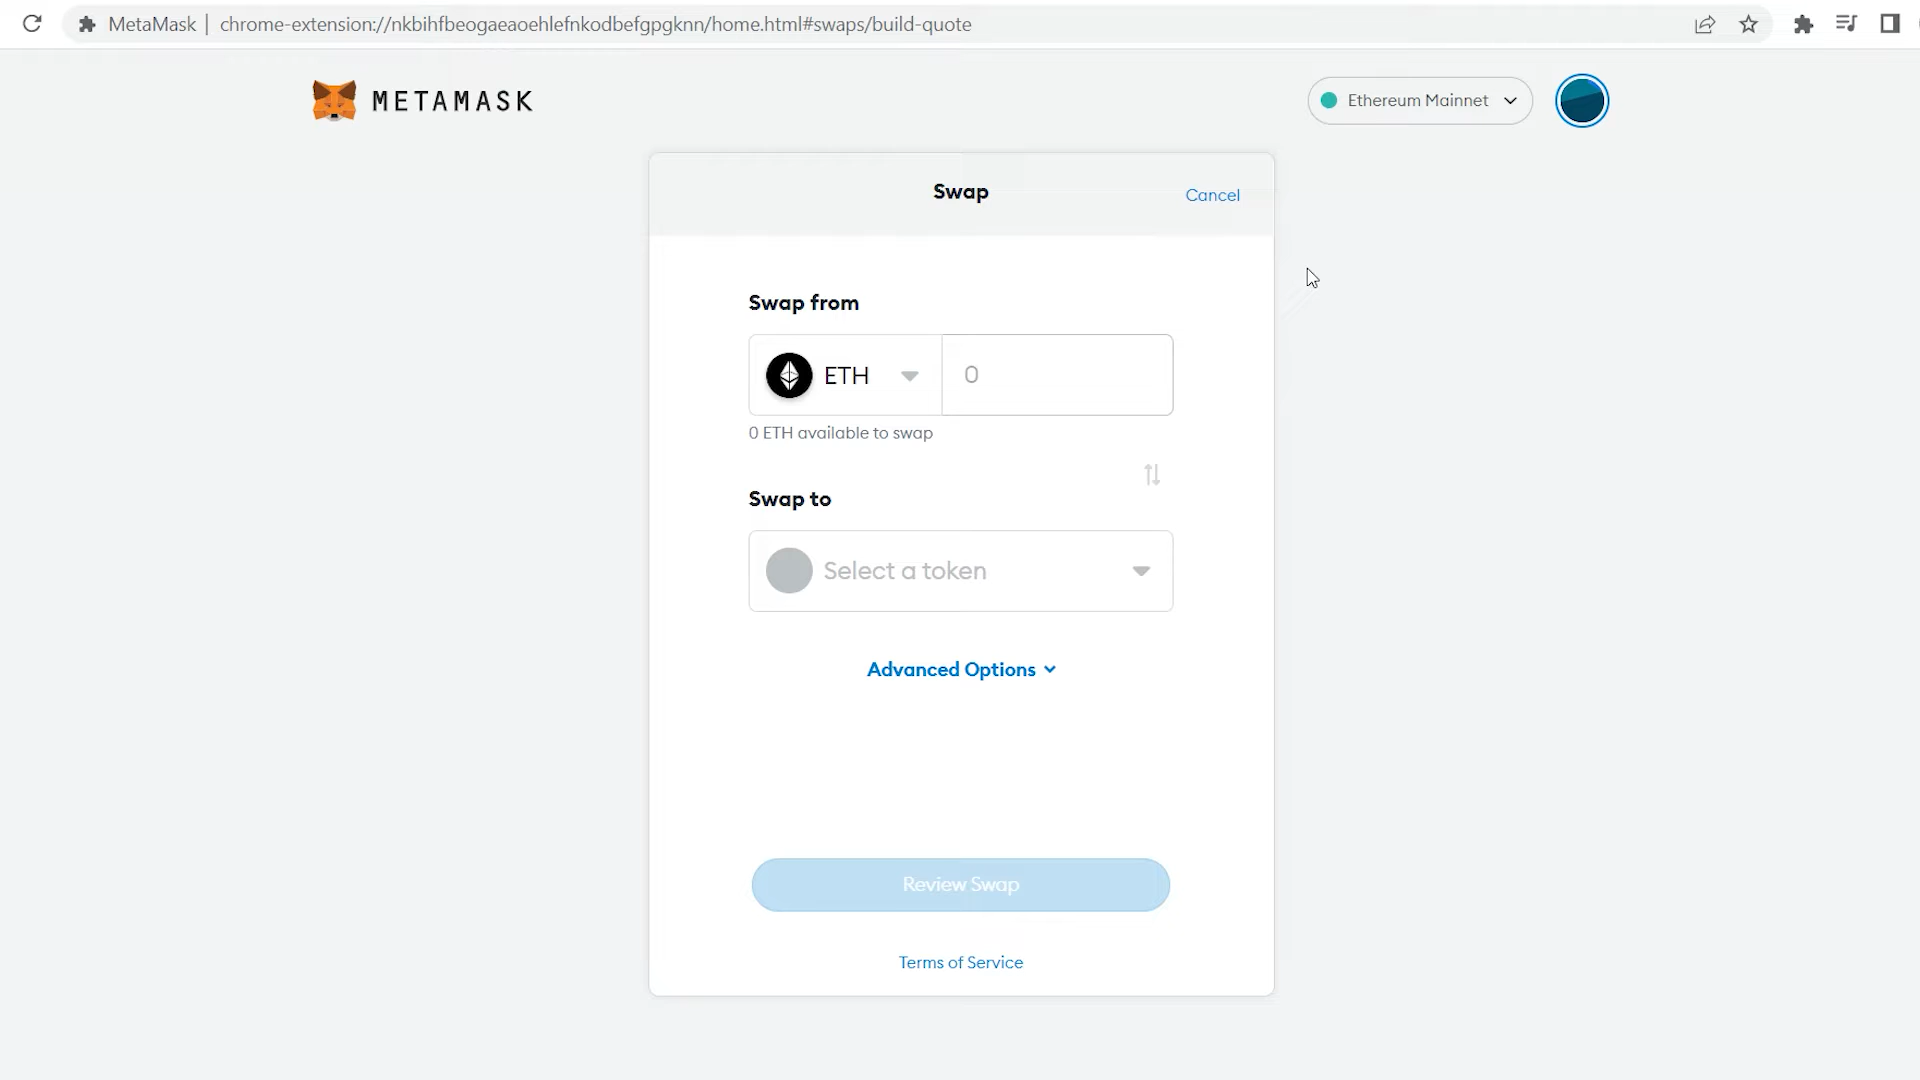 MetaMask | chrome-extension://nkbihfbeogaeaoehlefnkodbefgpgknn/home.html#swaps/build-quote
METAMASK
Ethereum Mainnet
Swap
Cancel
Swap from
ETH
0
0 ETH available to swap
Swap to
Select a token
Advanced Options
Review Swap
Terms of Service